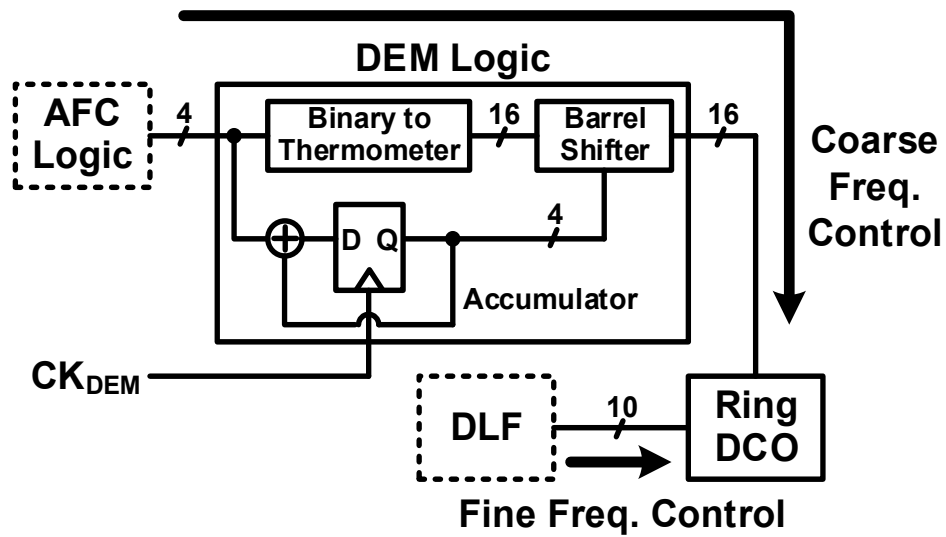 DEM Logic
AFC
Logic
4
Binary to
Thermometer
16
Barrel
Shifter
16
Coarse
Freq.
Control
D Q
4
Accumulator
CKDEM
DLF
10
Ring
DCO
Fine Freq. Control